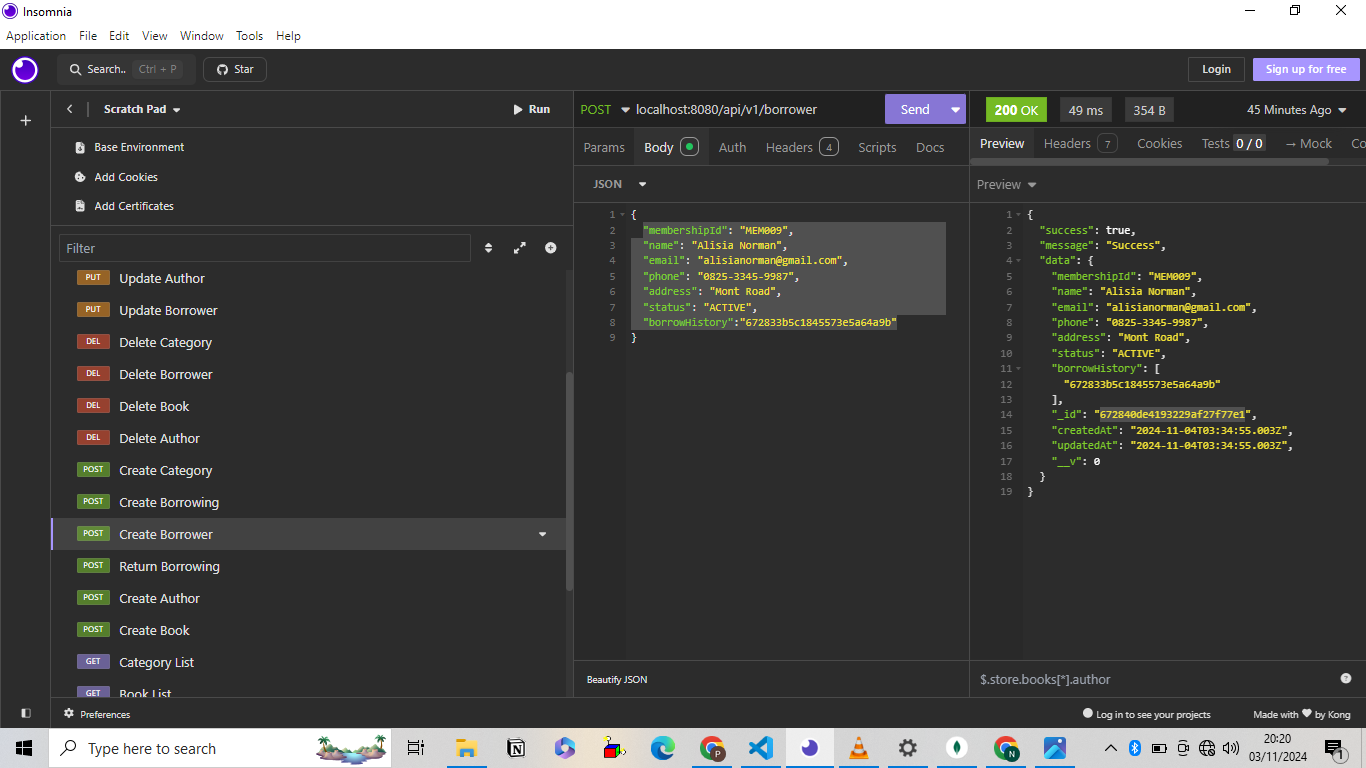 Insomnia
Application File Edit View Window Tools Help
Search.. Ctrl + P Star Login Sign up for free
Scratch Pad Run
Base Environment
Add Cookies
Add Certificates
Filter
PUT Update Author
PUT Update Borrower
DEL Delete Category
DEL Delete Borrower
DEL Delete Book
DEL Delete Author
POST Create Category
POST Create Borrowing
POST Create Borrower
POST Return Borrowing
POST Create Author
POST Create Book
GET Category List
GET Book List
Preferences
POST localhost:8080/api/v1/borrower Send
Params Body Auth Headers 4 Scripts Docs
JSON
1 {
2 "membershipId": "MEM009",
3 "name": "Alisia Norman",
4 "email": "alisianorman@gmail.com",
5 "phone": "0825-3345-9987",
6 "address": "Mont Road",
7 "status": "ACTIVE",
8 "borrowHistory":"672833b5c1845573e5a64a9b"
9 }
Beautify JSON
200 OK 49 ms 354 B 45 Minutes Ago
Preview Headers 7 Cookies Tests 0 / 0 → Mock Co
Preview
1 {
2 "success": true,
3 "message": "Success",
4 "data": {
5 "membershipId": "MEM009",
6 "name": "Alisia Norman",
7 "email": "alisianorman@gmail.com",
8 "phone": "0825-3345-9987",
9 "address": "Mont Road",
10 "status": "ACTIVE",
11 "borrowHistory": [
12 "672833b5c1845573e5a64a9b"
13 ],
14 "_id": "672840de4193229af27f77e1",
15 "createdAt": "2024-11-04T03:34:55.003Z",
16 "updatedAt": "2024-11-04T03:34:55.003Z",
17 "__v": 0
18 }
19 }
$.store.books[*].author
Log in to see your projects Made with ❤ by Kong
Type here to search
P
N
20:20
03/11/2024
1